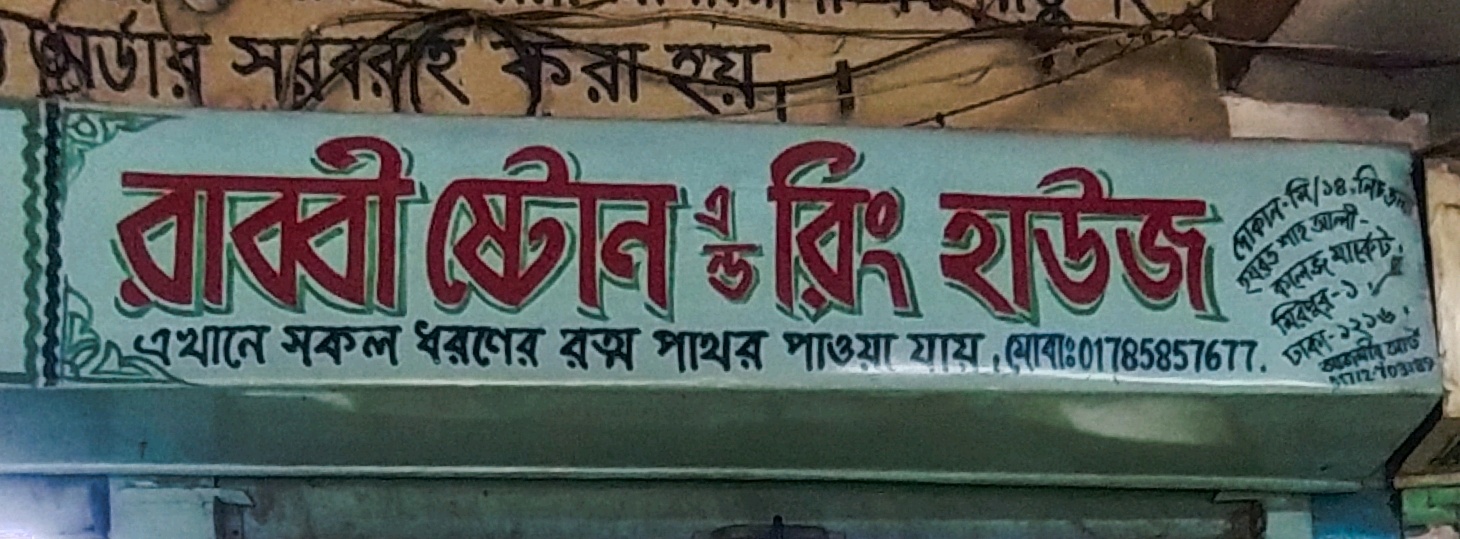 অর্ডার সরবরাহ করা হয়।
রাব্বী ষ্টোন এন্ড রিং হাউজ
এখানে সকল ধরণের রত্ম পাথর পাওয়া যায়, মোবাঃ01785857677.
দোকান-সি/১৪, নিচতলা
হযরত শাহ আলী-
কলেজ মার্কেট,
মিরপুর-১,
ঢাকা-১২১৬,